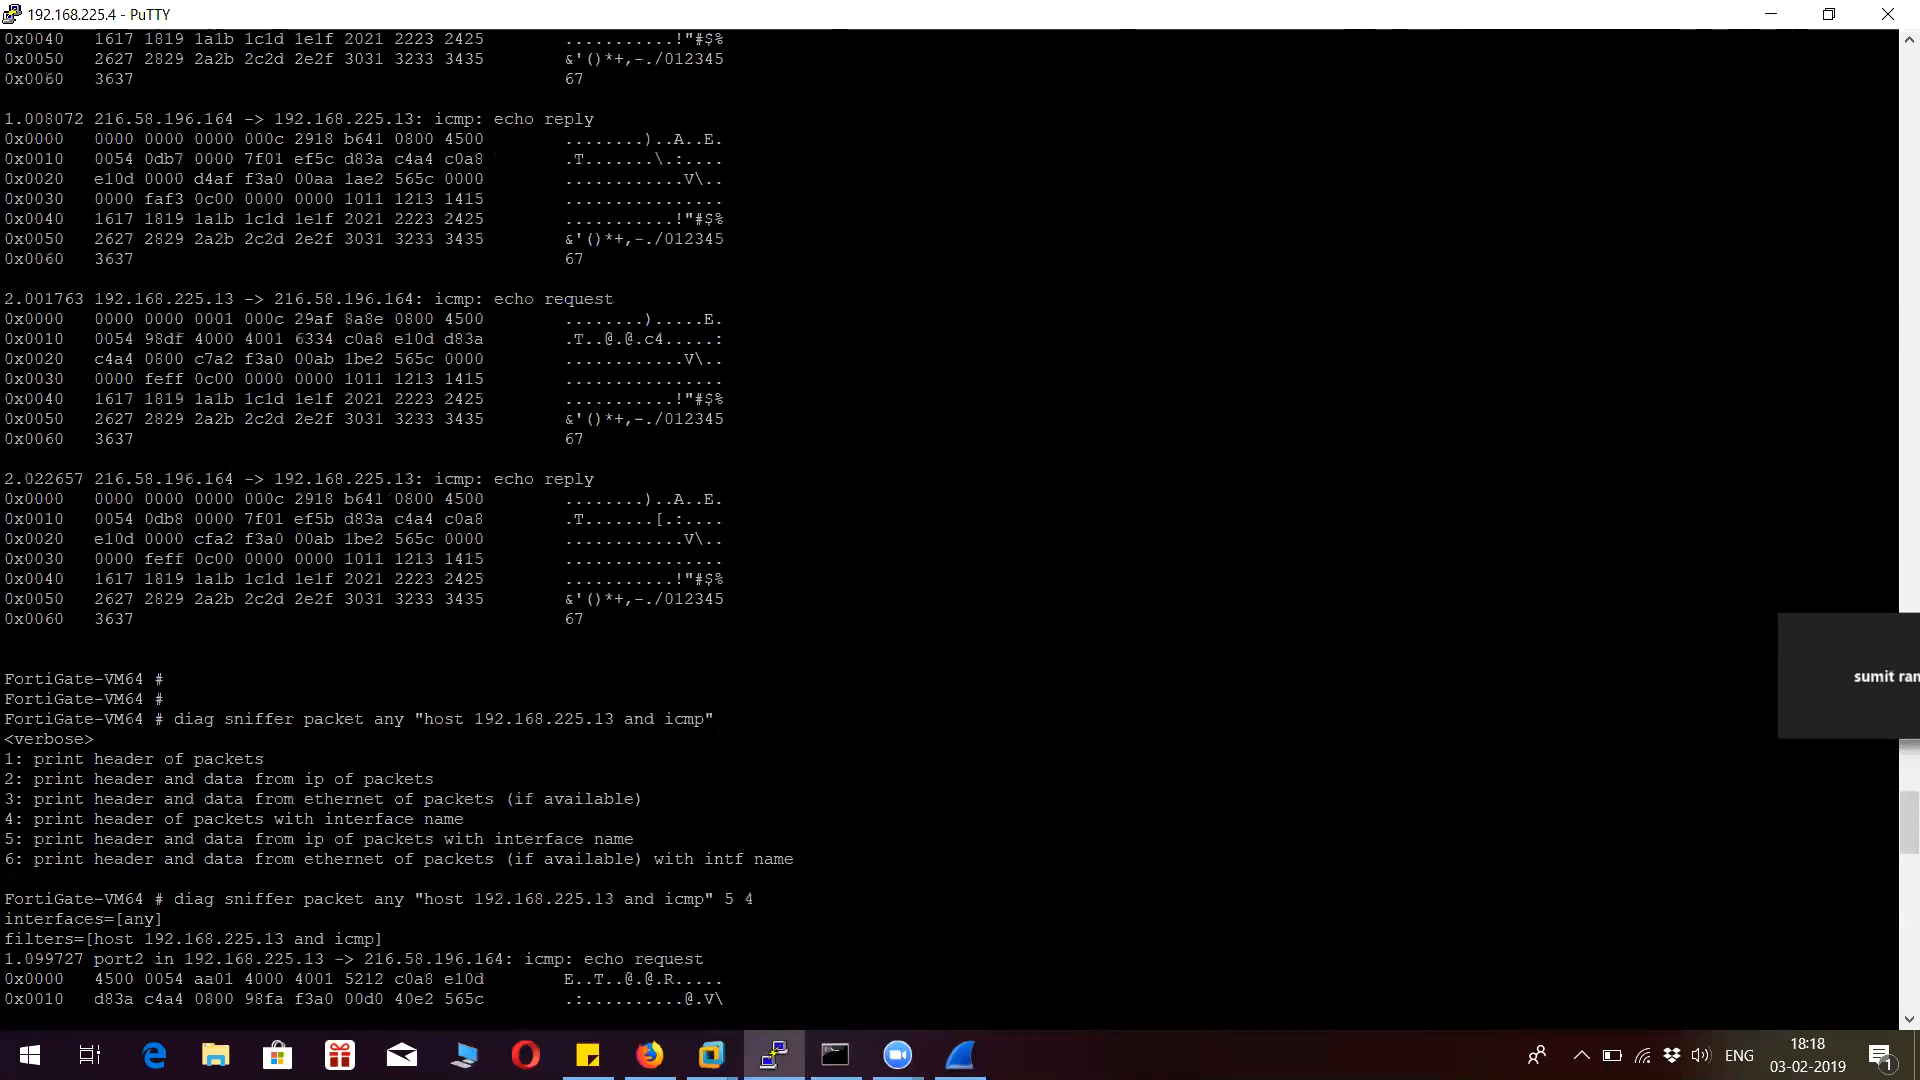 192.168.225.4 - PuTTY
0x0040   1617 1819 1a1b 1c1d 1e1f 2021 2223 2425        ...........!"#$%
0x0050   2627 2829 2a2b 2c2d 2e2f 3031 3233 3435        &'()*+,-./012345
0x0060   3637                                           67
1.008072 216.58.196.164 -> 192.168.225.13: icmp: echo reply
0x0000   0000 0000 0000 000c 2918 b641 0800 4500        ........)..A..E.
0x0010   0054 0db7 0000 7f01 ef5c d83a c4a4 c0a8        .T.......\.:....
0x0020   e10d 0000 d4af f3a0 00aa 1ae2 565c 0000        ............V\..
0x0030   0000 faf3 0c00 0000 0000 1011 1213 1415        ................
0x0040   1617 1819 1a1b 1c1d 1e1f 2021 2223 2425        ...........!"#$%
0x0050   2627 2829 2a2b 2c2d 2e2f 3031 3233 3435        &'()*+,-./012345
0x0060   3637                                           67
2.001763 192.168.225.13 -> 216.58.196.164: icmp: echo request
0x0000   0000 0000 0001 000c 29af 8a8e 0800 4500        ........).....E.
0x0010   0054 98df 4000 4001 6334 c0a8 e10d d83a        .T..@.@.c4.....:
0x0020   c4a4 0800 c7a2 f3a0 00ab 1be2 565c 0000        ............V\..
0x0030   0000 feff 0c00 0000 0000 1011 1213 1415        ................
0x0040   1617 1819 1a1b 1c1d 1e1f 2021 2223 2425        ...........!"#$%
0x0050   2627 2829 2a2b 2c2d 2e2f 3031 3233 3435        &'()*+,-./012345
0x0060   3637                                           67
2.022657 216.58.196.164 -> 192.168.225.13: icmp: echo reply
0x0000   0000 0000 0000 000c 2918 b641 0800 4500        ........)..A..E.
0x0010   0054 0db8 0000 7f01 ef5b d83a c4a4 c0a8        .T.......[.:....
0x0020   e10d 0000 cfa2 f3a0 00ab 1be2 565c 0000        ............V\..
0x0030   0000 feff 0c00 0000 0000 1011 1213 1415        ................
0x0040   1617 1819 1a1b 1c1d 1e1f 2021 2223 2425        ...........!"#$%
0x0050   2627 2829 2a2b 2c2d 2e2f 3031 3233 3435        &'()*+,-./012345
0x0060   3637                                           67
FortiGate-VM64 #
sumit ran
FortiGate-VM64 #
FortiGate-VM64 # diag sniffer packet any "host 192.168.225.13 and icmp"
<verbose>
1: print header of packets
2: print header and data from ip of packets
3: print header and data from ethernet of packets (if available)
4: print header of packets with interface name
5: print header and data from ip of packets with interface name
6: print header and data from ethernet of packets (if available) with intf name
FortiGate-VM64 # diag sniffer packet any "host 192.168.225.13 and icmp" 5 4
interfaces=[any]
filters=[host 192.168.225.13 and icmp]
1.099727 port2 in 192.168.225.13 -> 216.58.196.164: icmp: echo request
0x0000   4500 0054 aa01 4000 4001 5212 c0a8 e10d        E..T..@.@.R.....
0x0010   d83a c4a4 0800 98fa f3a0 00d0 40e2 565c        .:..........@.V\
ENG
18:18
03-02-2019
1